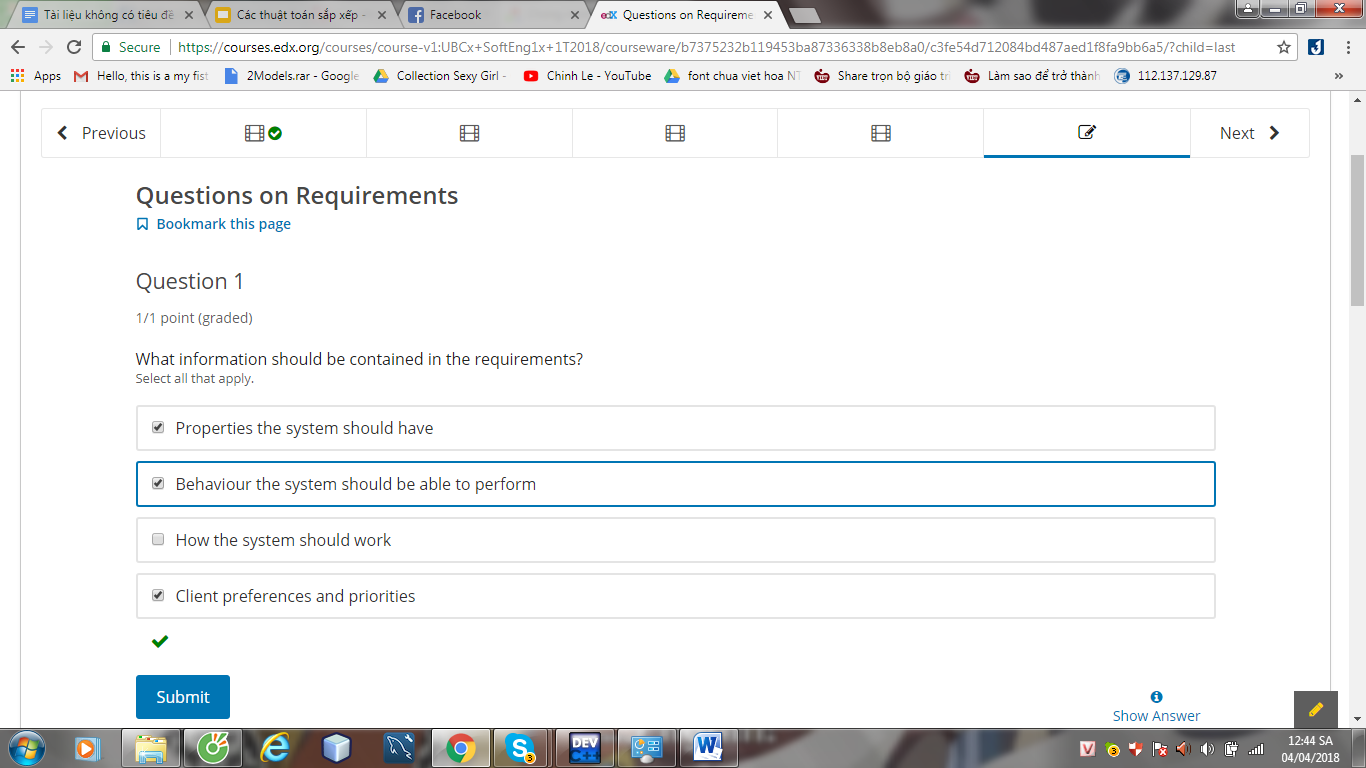 Tài liệu không có tiêu đề
Các thuật toán sắp xếp -
Facebook
edX Questions on Requireme
Secure
https://courses.edx.org/courses/course-v1:UBCx+SoftEng1x+1T2018/courseware/b7375232b119453ba87336338b8eb8a0/c3fe54d712084bd487aed1f8fa9bb6a5/?child=last
Apps
Hello, this is a my fist
2Models.rar - Google
Collection Sexy Girl -
Chinh Le - YouTube
font chua viet hoa NT
Share trọn bộ giáo tri
Làm sao để trở thành
112.137.129.87
»
Previous
Next
Questions on Requirements
Bookmark this page
Question 1
1/1 point (graded)
What information should be contained in the requirements?
Select all that apply.
Properties the system should have
Behaviour the system should be able to perform
How the system should work
Client preferences and priorities
Submit
Show Answer
12:44 SA
04/04/2018